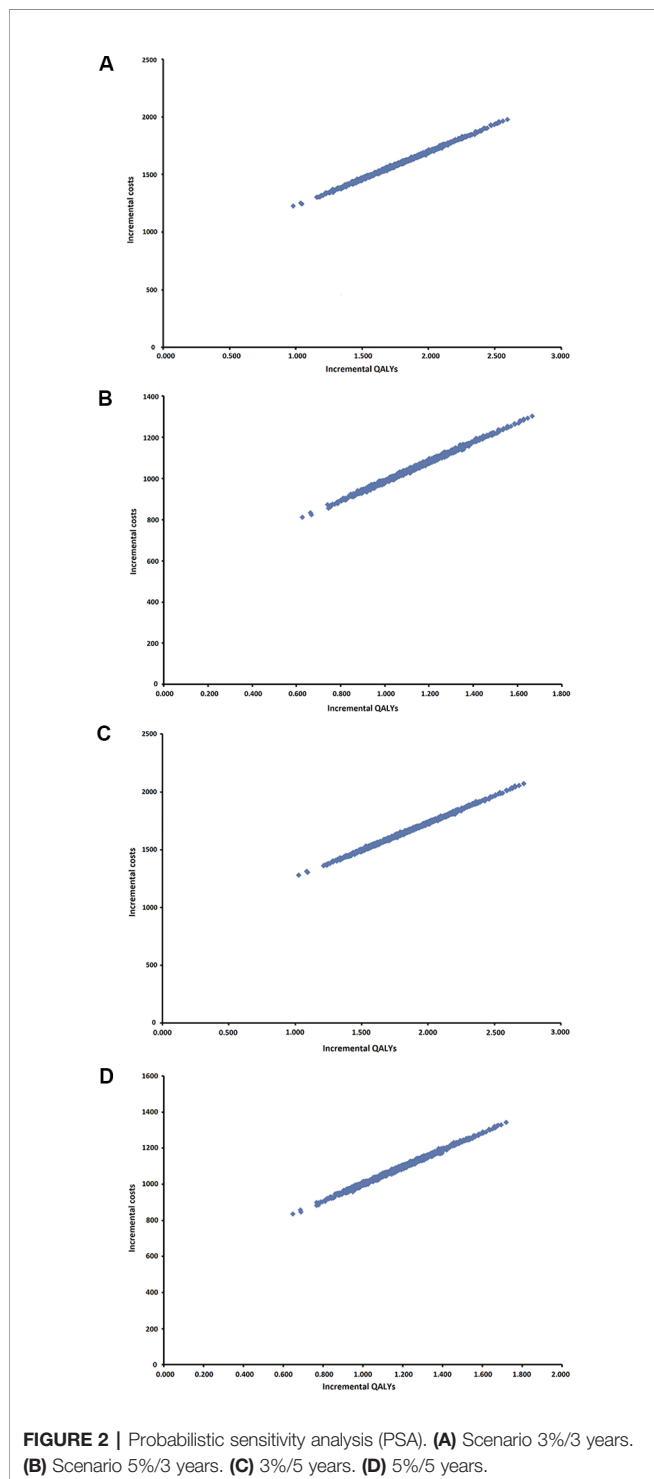 A
2500
2000
1500
1000
500
0
Incremental costs
0.000 0.500 1.000 1.500 2.000 2.500 3.000
Incremental QALYs
B
1400
1200
1000
800
600
400
200
0
Incremental costs
0.000 0.200 0.400 0.600 0.800 1.000 1.200 1.400 1.600 1.800
Incremental QALYs
C
2500
2000
1500
1000
500
0
Incremental costs
0.000 0.500 1.000 1.500 2.000 2.500 3.000
Incremental QALYs
D
1600
1400
1200
1000
800
600
400
200
0
Incremental costs
0.000 0.200 0.400 0.600 0.800 1.000 1.200 1.400 1.600 1.800 2.000
Incremental QALYs
FIGURE 2 | Probabilistic sensitivity analysis (PSA). (A) Scenario 3%/3 years.
(B) Scenario 5%/3 years. (C) 3%/5 years. (D) 5%/5 years.